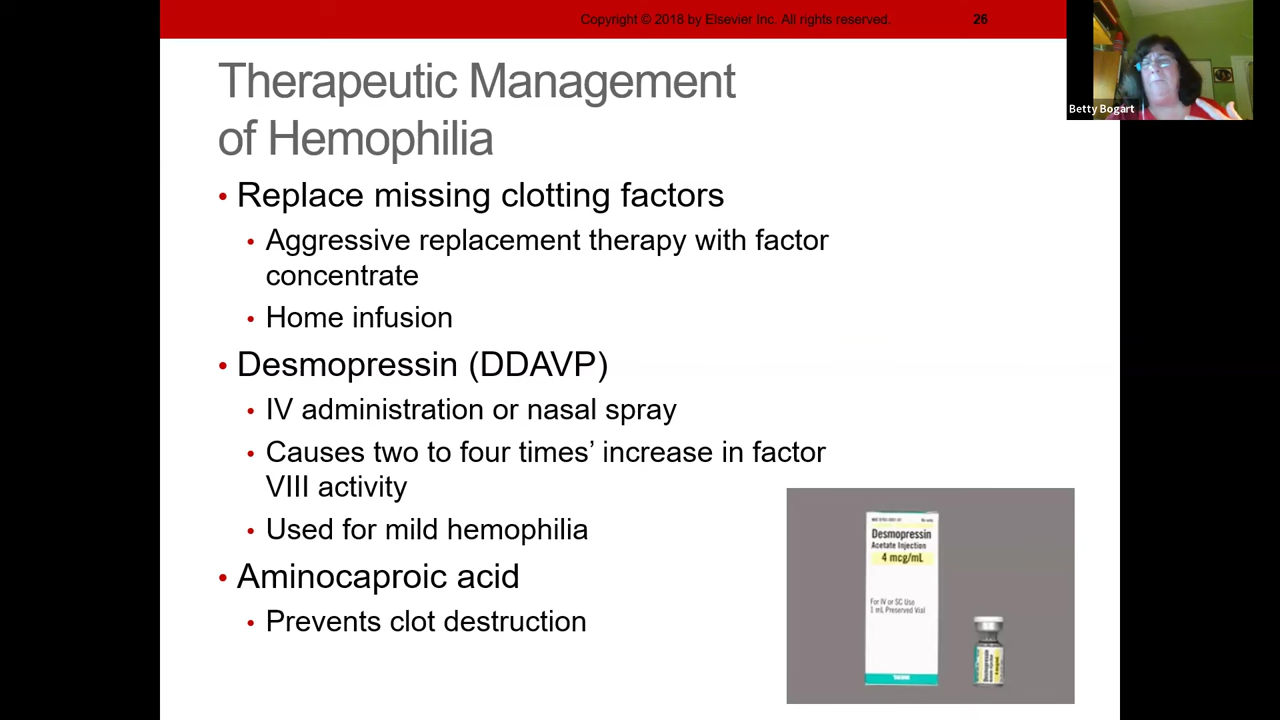 Copyright © 2018 by Elsevier Inc. All rights reserved. 26
Betty Bogart
Therapeutic Management
of Hemophilia
• Replace missing clotting factors
• Aggressive replacement therapy with factor
concentrate
• Home infusion
• Desmopressin (DDAVP)
• IV administration or nasal spray
• Causes two to four times’ increase in factor
VIII activity
• Used for mild hemophilia
• Aminocaproic acid
• Prevents clot destruction
Desmopressin
Acetate Injection
4 mcg/mL
For IV or SC Use
1 mL Preserved Vial
Desmopressin